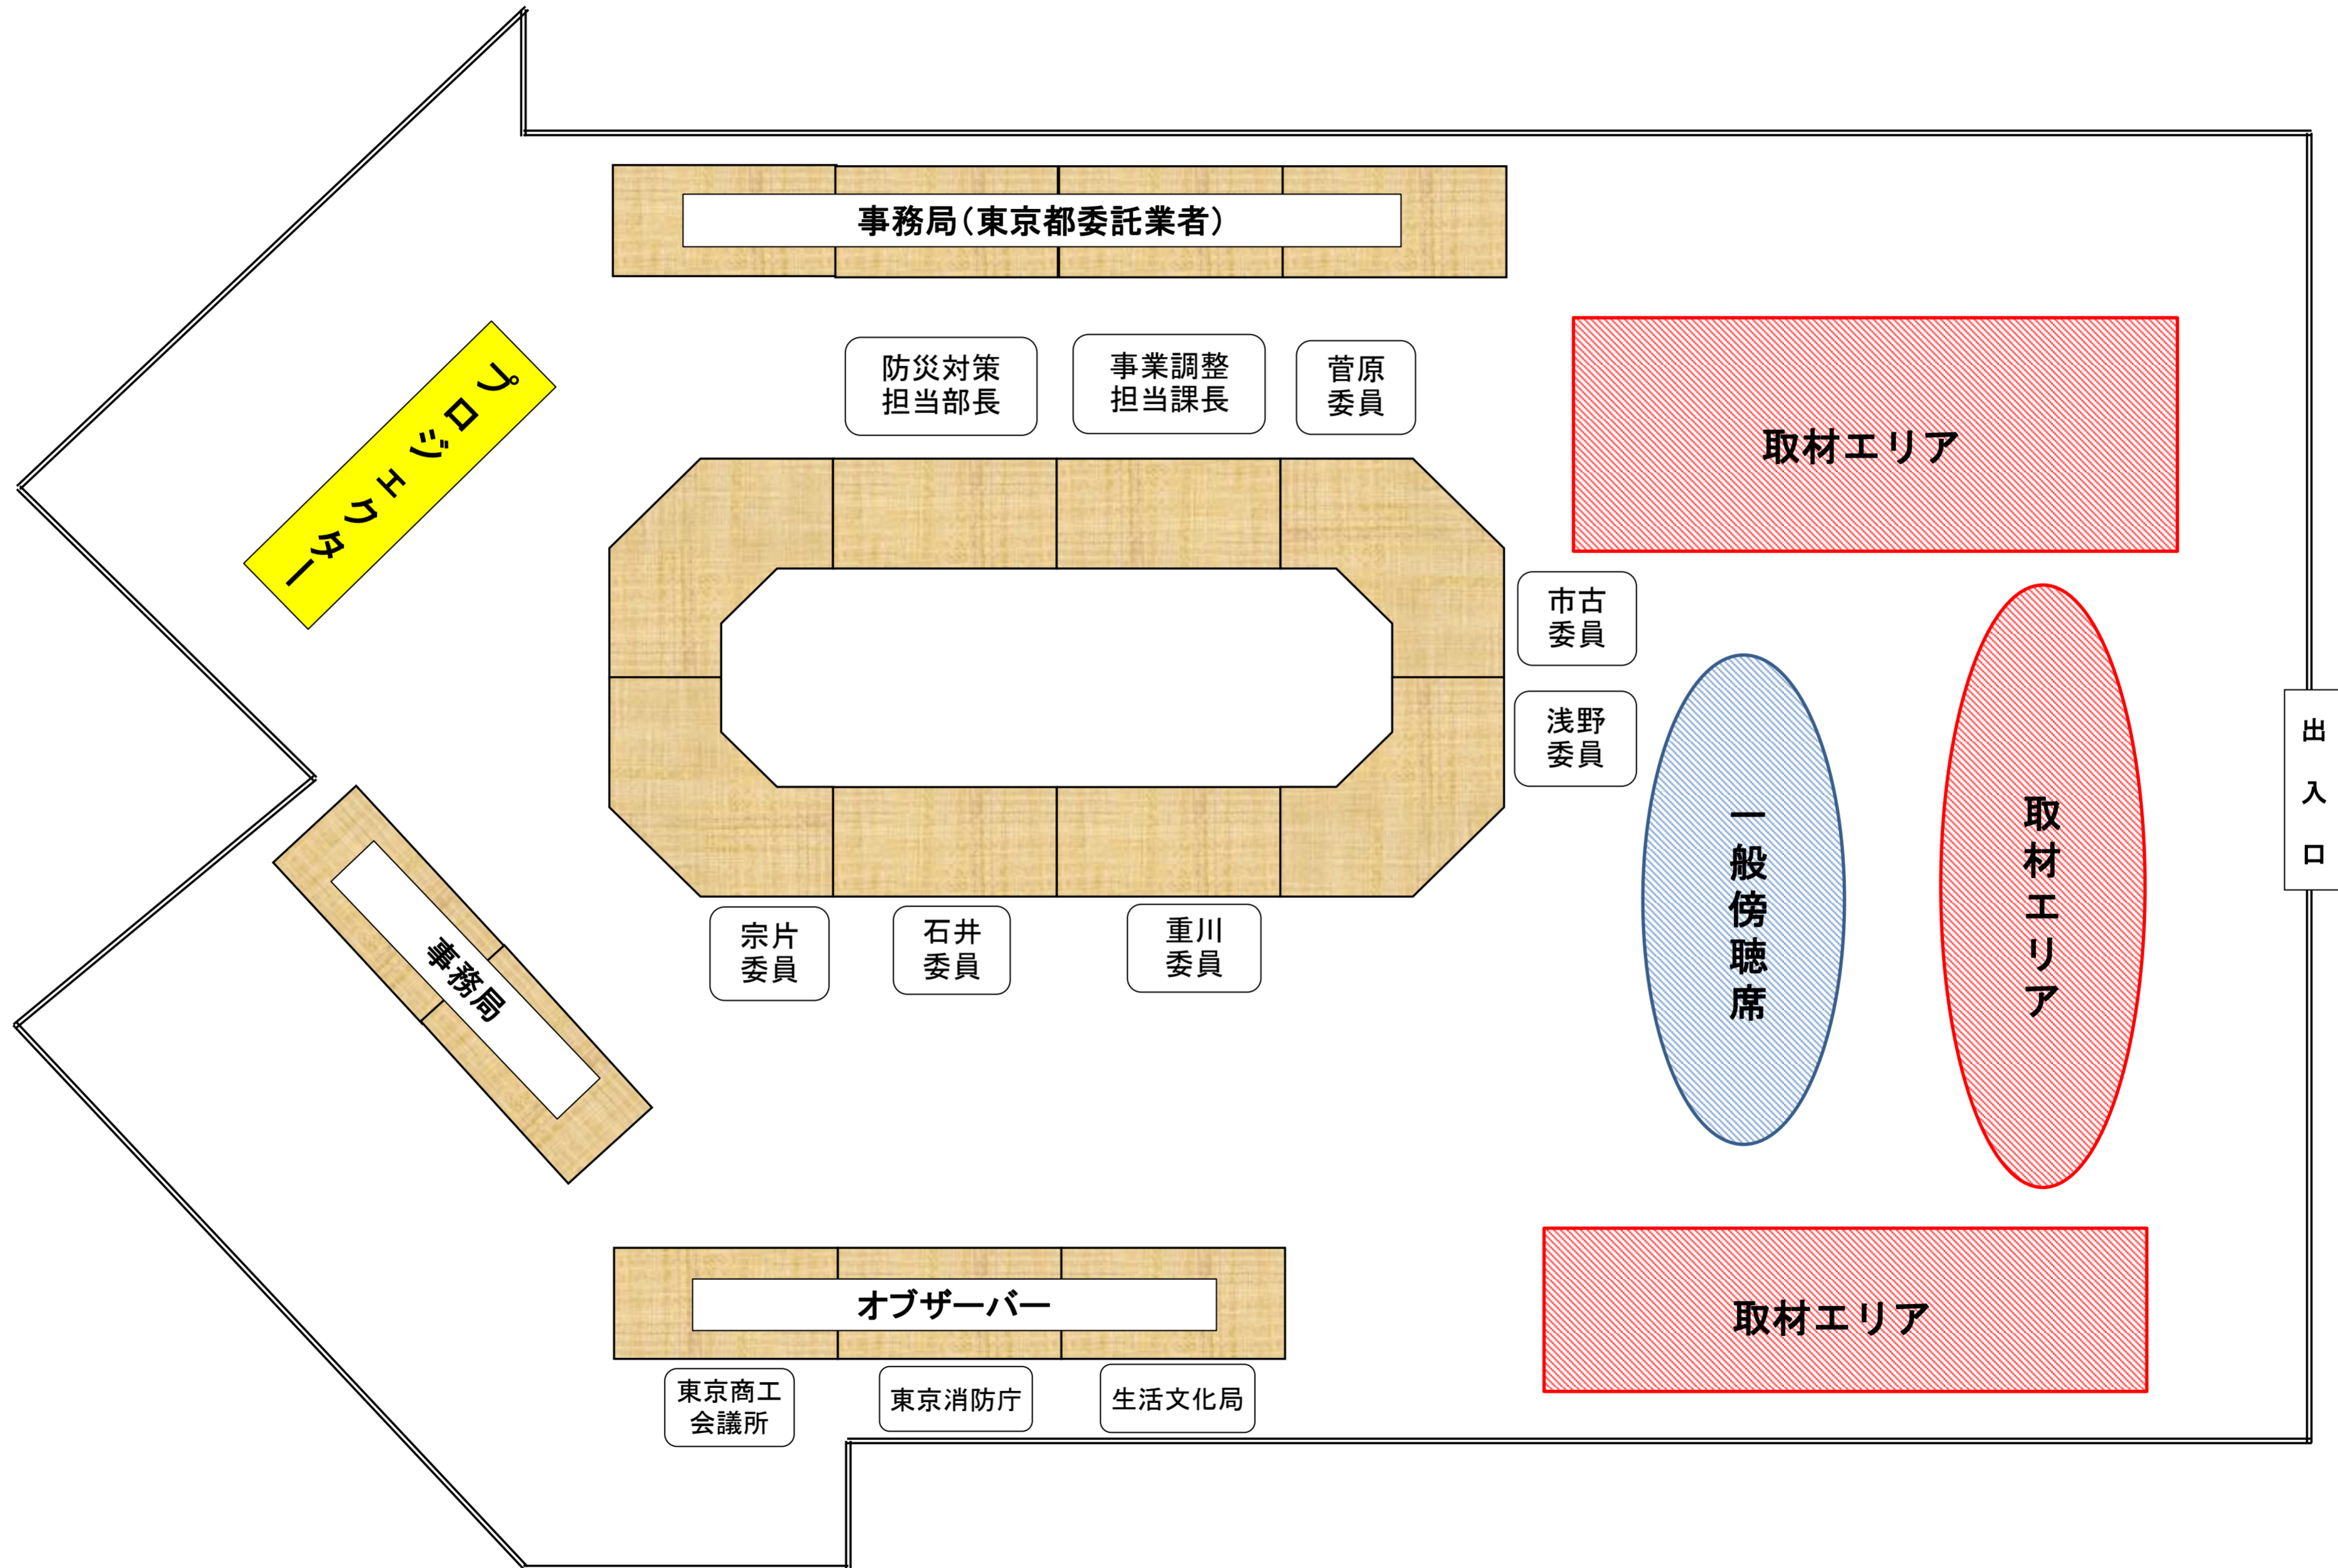 事務局（東京都委託業者）
プロジェクター
防災対策
担当部長
事業調整
担当課長
菅原
委員
取材エリア
市古
委員
浅野
委員
出入口
一般傍聴席
取材エリア
宗片
委員
石井
委員
重川
委員
事務局
オブザーバー
取材エリア
東京商工
会議所
東京消防庁
生活文化局